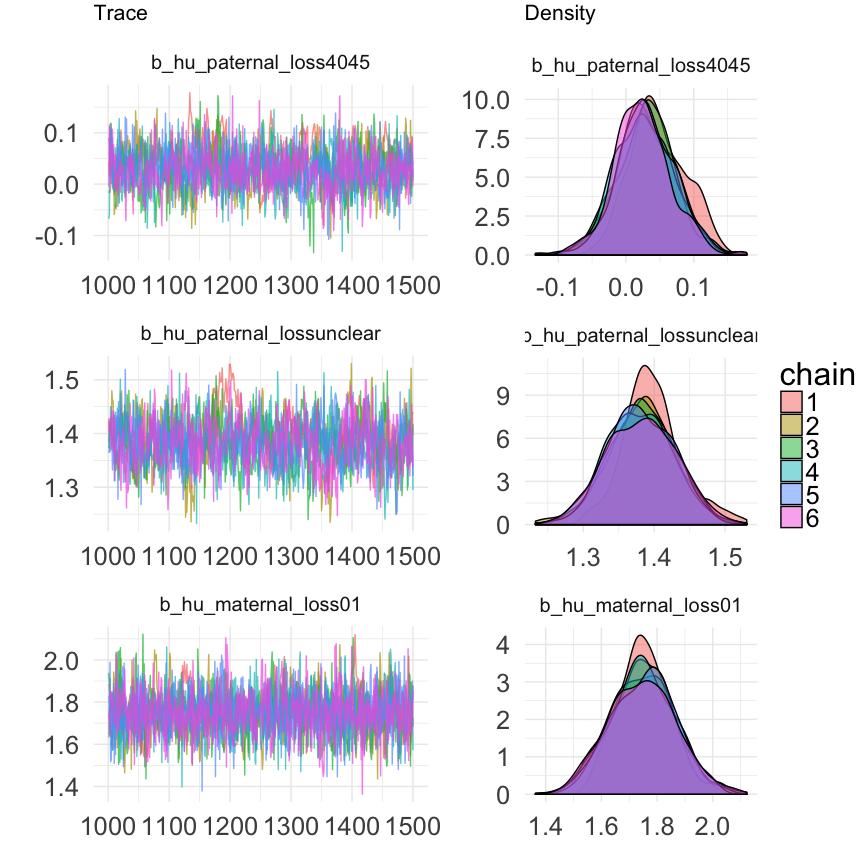 Trace
Density
b_hu_paternal_loss4045
b_hu_paternal_loss4045
0.1
0.0
-0.1
1000 1100 1200 1300 1400 1500
10.0
7.5
5.0
2.5
0.0
-0.1 0.0 0.1
b_hu_paternal_lossunclear
b_hu_paternal_lossunclear
1.5
1.4
1.3
1000 1100 1200 1300 1400 1500
9
6
3
0
1.3 1.4 1.5
chain
1
2
3
4
5
6
b_hu_maternal_loss01
b_hu_maternal_loss01
2.0
1.8
1.6
1.4
1000 1100 1200 1300 1400 1500
4
3
2
1
0
1.4 1.6 1.8 2.0